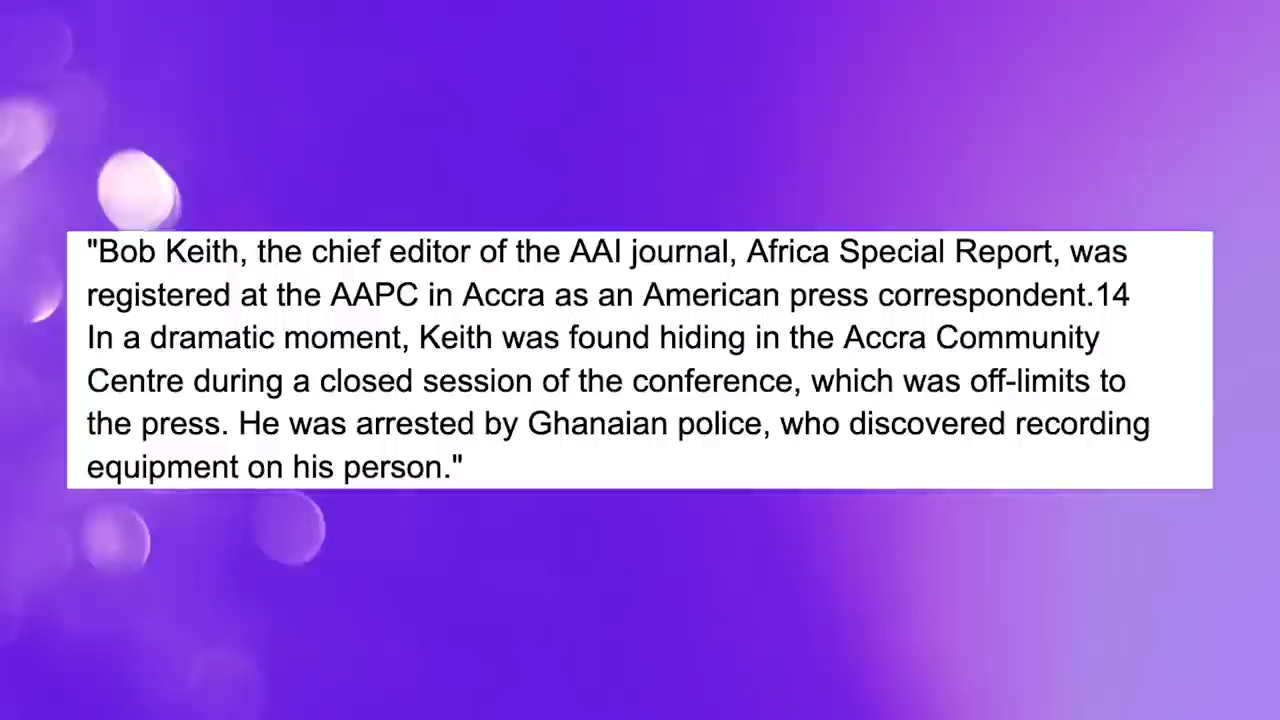 "Bob Keith, the chief editor of the AAI journal, Africa Special Report, was
registered at the AAPC in Accra as an American press correspondent.14
In a dramatic moment, Keith was found hiding in the Accra Community
Centre during a closed session of the conference, which was off-limits to
the press. He was arrested by Ghanaian police, who discovered recording
equipment on his person."